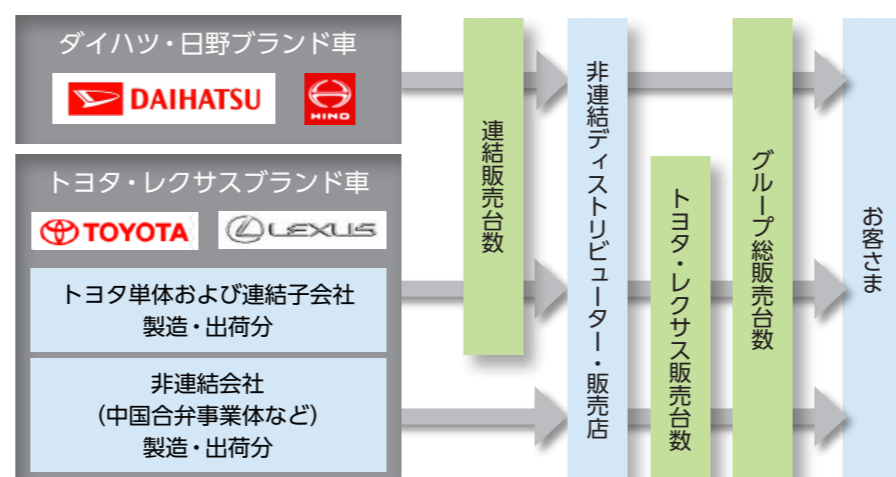 ダイハツ・日野ブランド車
DAIHATSU
HINO
トヨタ・レクサスブランド車
TOYOTA
LEXUS
トヨタ単体および連結子会社
製造・出荷分
非連結会社
（中国合弁事業体など）
製造・出荷分
連結販売台数
非連結ディストリビューター・販売店
トヨタ・レクサス販売台数
グループ総販売台数
お客さま